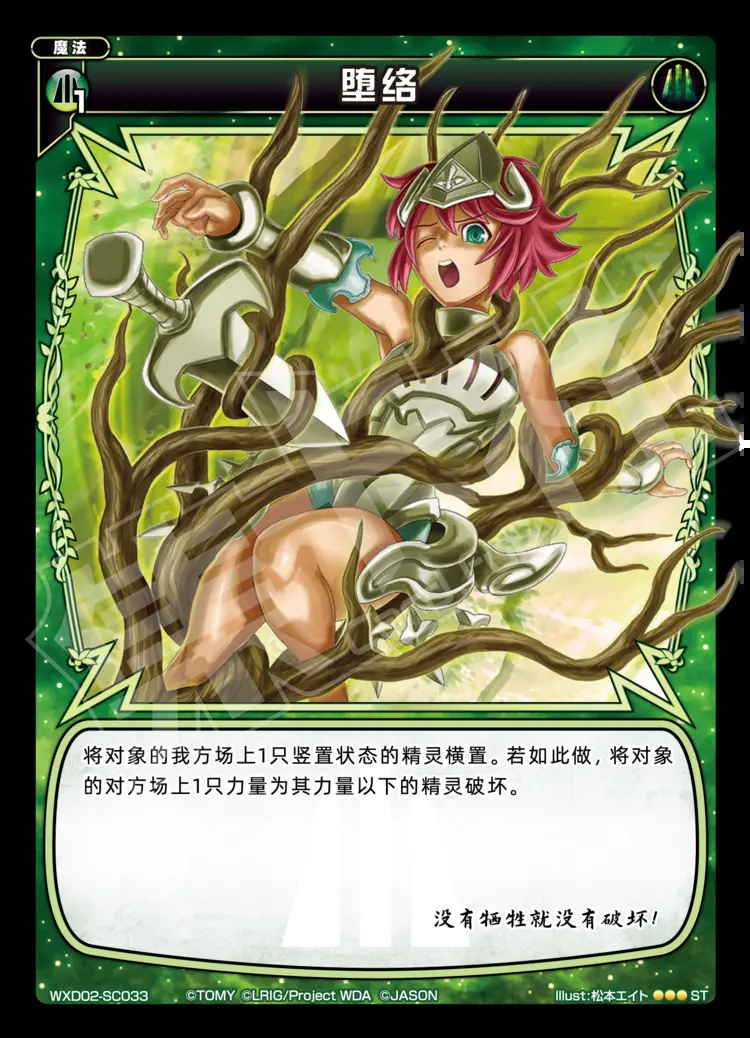 魔法
堕络
1
将对象的我方场上1只竖置状态的精灵横置。若如此做，将对象
的对方场上1只力量为其力量以下的精灵破坏。
没有牺牲就没有破坏!
WXD02-SC033 ©TOMY ©LRIG/Project WDA ©JASON Illust:松本エイト ST